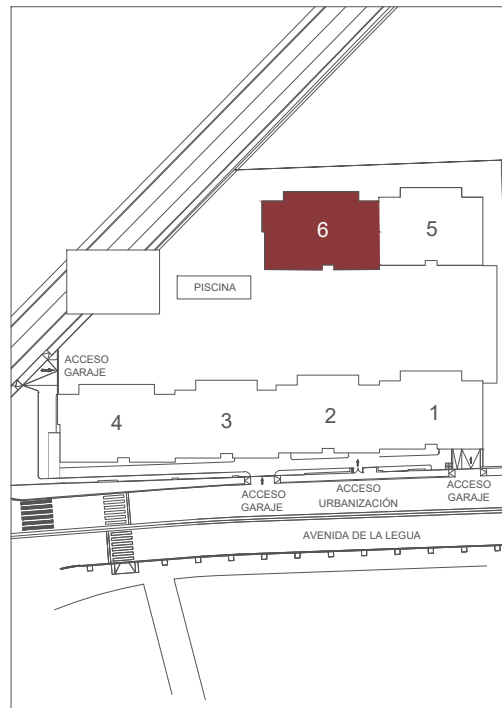 6
5
PISCINA
ACCESO
GARAJE
4
3
2
1
ACCESO
GARAJE
ACCESO
URBANIZACIÓN
ACCESO
GARAJE
AVENIDA DE LA LEGUA